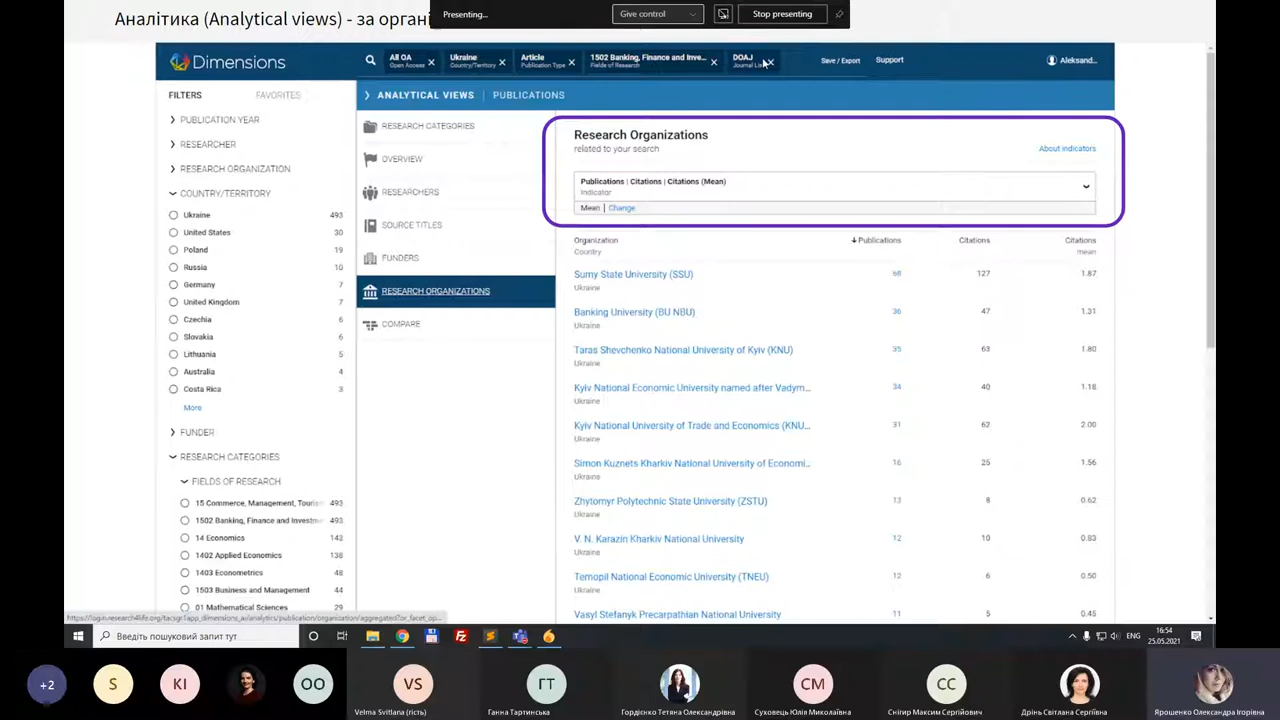 Аналітика (Analytical views) - за органі
Presenting...
Give control
Stop presenting
Dimensions
All OA
Open Access
Ukraine
Country/Territory
Article
Publication Type
1502 Banking, Finance and Inve...
Fields of Research
DOAJ
Journal Lis
Save / Export
Support
Aleksand...
FILTERS
FAVORITES
ANALYTICAL VIEWS
PUBLICATIONS
PUBLICATION YEAR
RESEARCHER
RESEARCH ORGANIZATION
COUNTRY/TERRITORY
Ukraine 493
United States 30
Poland 19
Russia 10
Germany 7
United Kingdom 7
Czechia 6
Slovakia 6
Lithuania 5
Australia 4
Costa Rica 3
More
FUNDER
RESEARCH CATEGORIES
FIELDS OF RESEARCH
15 Commerce, Management, Tourism 493
1502 Banking, Finance and Investme 493
14 Economics 143
1402 Applied Economics 138
1403 Econometrics 48
1503 Business and Management 44
01 Mathematical Sciences 29
RESEARCH CATEGORIES
OVERVIEW
RESEARCHERS
SOURCE TITLES
FUNDERS
RESEARCH ORGANIZATIONS
COMPARE
Research Organizations
related to your search
About indicators
Publications | Citations | Citations (Mean)
Indicator
Mean | Change
Organization Publications Citations Citations
Country mean
Sumy State University (SSU) 68 127 1.87
Ukraine
Banking University (BU NBU) 36 47 1.31
Ukraine
Taras Shevchenko National University of Kyiv (KNU) 35 63 1.80
Ukraine
Kyiv National Economic University named after Vadym... 34 40 1.18
Ukraine
Kyiv National University of Trade and Economics (KNU... 31 62 2.00
Ukraine
Simon Kuznets Kharkiv National University of Economi... 16 25 1.56
Ukraine
Zhytomyr Polytechnic State University (ZSTU) 13 8 0.62
Ukraine
V. N. Karazin Kharkiv National University 12 10 0.83
Ukraine
Ternopil National Economic University (TNEU) 12 6 0.50
Ukraine
Vasyl Stefanyk Precarpathian National University 11 5 0.45
Введіть пошуковий запит тут
ENG
16:54
25.05.2021
+2
S
KI
OO
VS
ГТ
СМ
СС
Velma Svitlana (гість)
Ганна Тартинська
Гордієнко Тетяна Олександрівна
Суховець Юлія Миколаївна
Снігир Максим Сергійович
Дрінь Світлана Сергіївна
Ярошенко Олександра Ігорівна